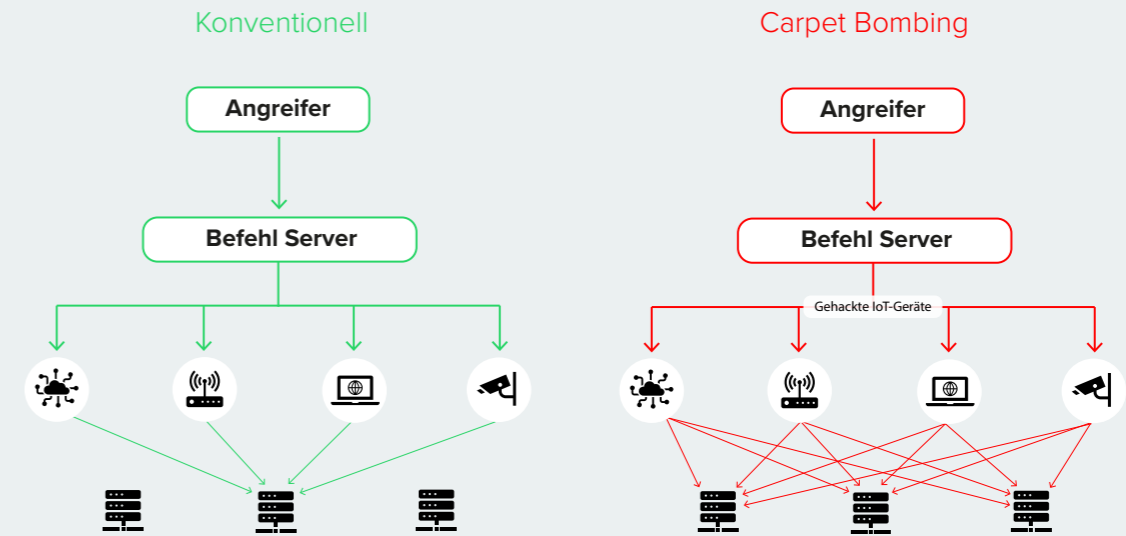 Konventionell
Angreifer
Befehl Server
Carpet Bombing
Angreifer
Befehl Server
Gehackte IoT-Geräte